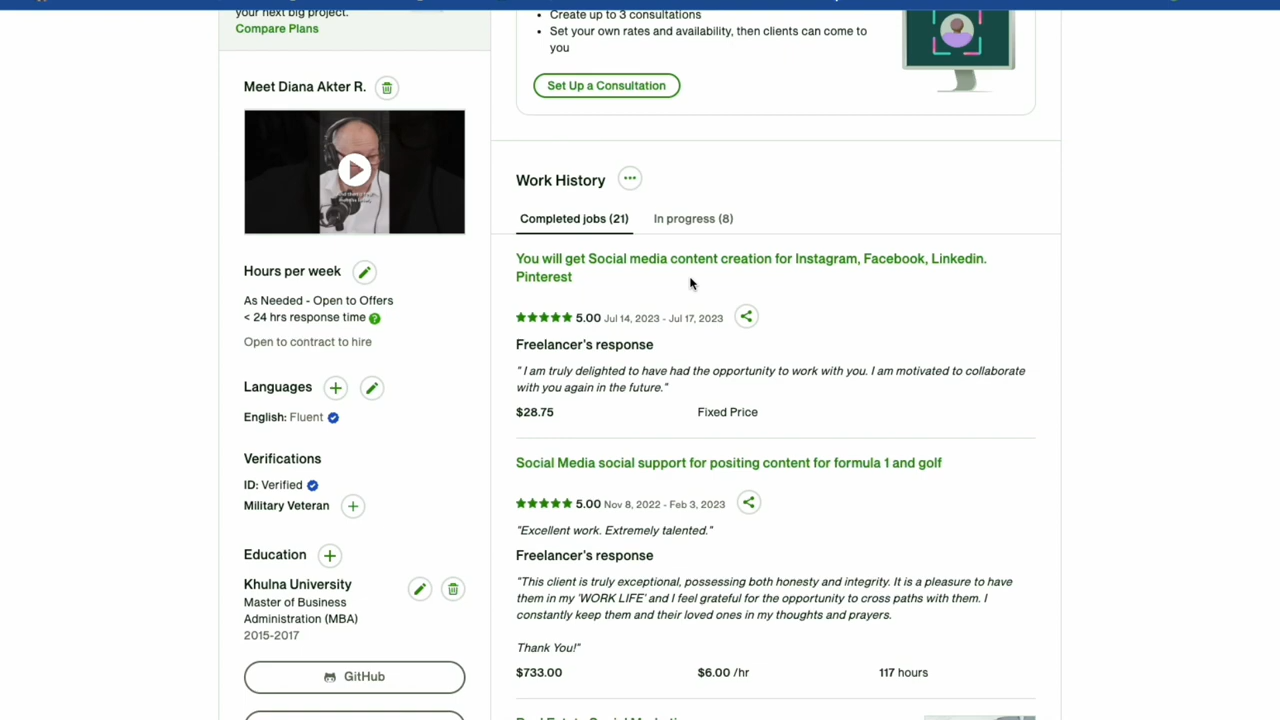 your next big project.
Compare Plans
Meet Diana Akter R.
Hours per week
As Needed - Open to Offers
< 24 hrs response time
Open to contract to hire
Languages
English: Fluent
Verifications
ID: Verified
Military Veteran
Education
Khulna University
Master of Business
Administration (MBA)
2015-2017
GitHub
• Create up to 3 consultations
• Set your own rates and availability, then clients can come to
you
Set Up a Consultation
Work History
Completed jobs (21)
In progress (8)
You will get Social media content creation for Instagram, Facebook, Linkedin.
Pinterest
5.00 Jul 14, 2023 - Jul 17, 2023
Freelancer's response
" I am truly delighted to have had the opportunity to work with you. I am motivated to collaborate
with you again in the future."
$28.75 Fixed Price
Social Media social support for positing content for formula 1 and golf
5.00 Nov 8, 2022 - Feb 3, 2023
"Excellent work. Extremely talented."
Freelancer's response
"This client is truly exceptional, possessing both honesty and integrity. It is a pleasure to have
them in my 'WORK LIFE' and I feel grateful for the opportunity to cross paths with them. I
constantly keep them and their loved ones in my thoughts and prayers.
Thank You!"
$733.00 $6.00 /hr 117 hours